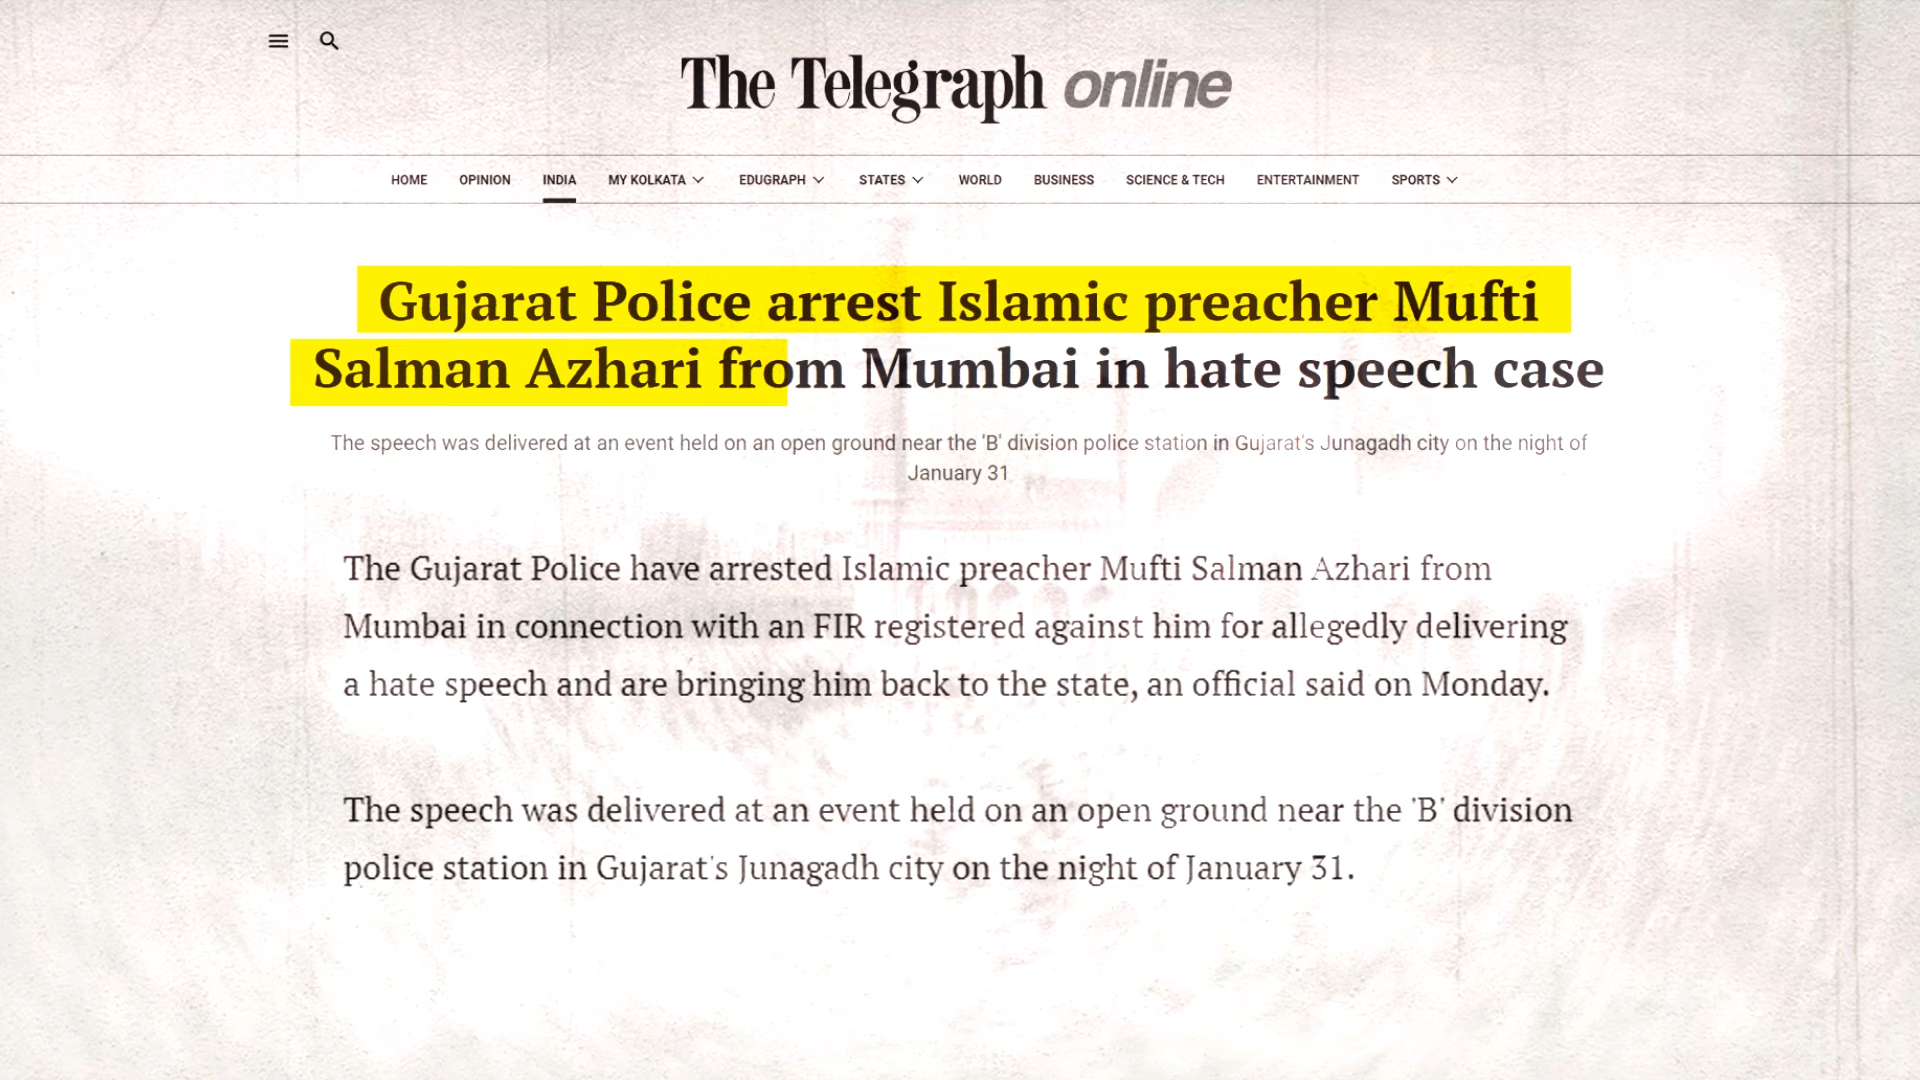 The Telegraph online
HOME OPINION INDIA MY KOLKATA EDUGRAPH STATES WORLD BUSINESS SCIENCE & TECH ENTERTAINMENT SPORTS
Gujarat Police arrest Islamic preacher Mufti
Salman Azhari from Mumbai in hate speech case
The speech was delivered at an event held on an open ground near the 'B' division police station in Gujarat's Junagadh city on the night of
January 31
The Gujarat Police have arrested Islamic preacher Mufti Salman Azhari from
Mumbai in connection with an FIR registered against him for allegedly delivering
a hate speech and are bringing him back to the state, an official said on Monday.
The speech was delivered at an event held on an open ground near the 'B' division
police station in Gujarat's Junagadh city on the night of January 31.